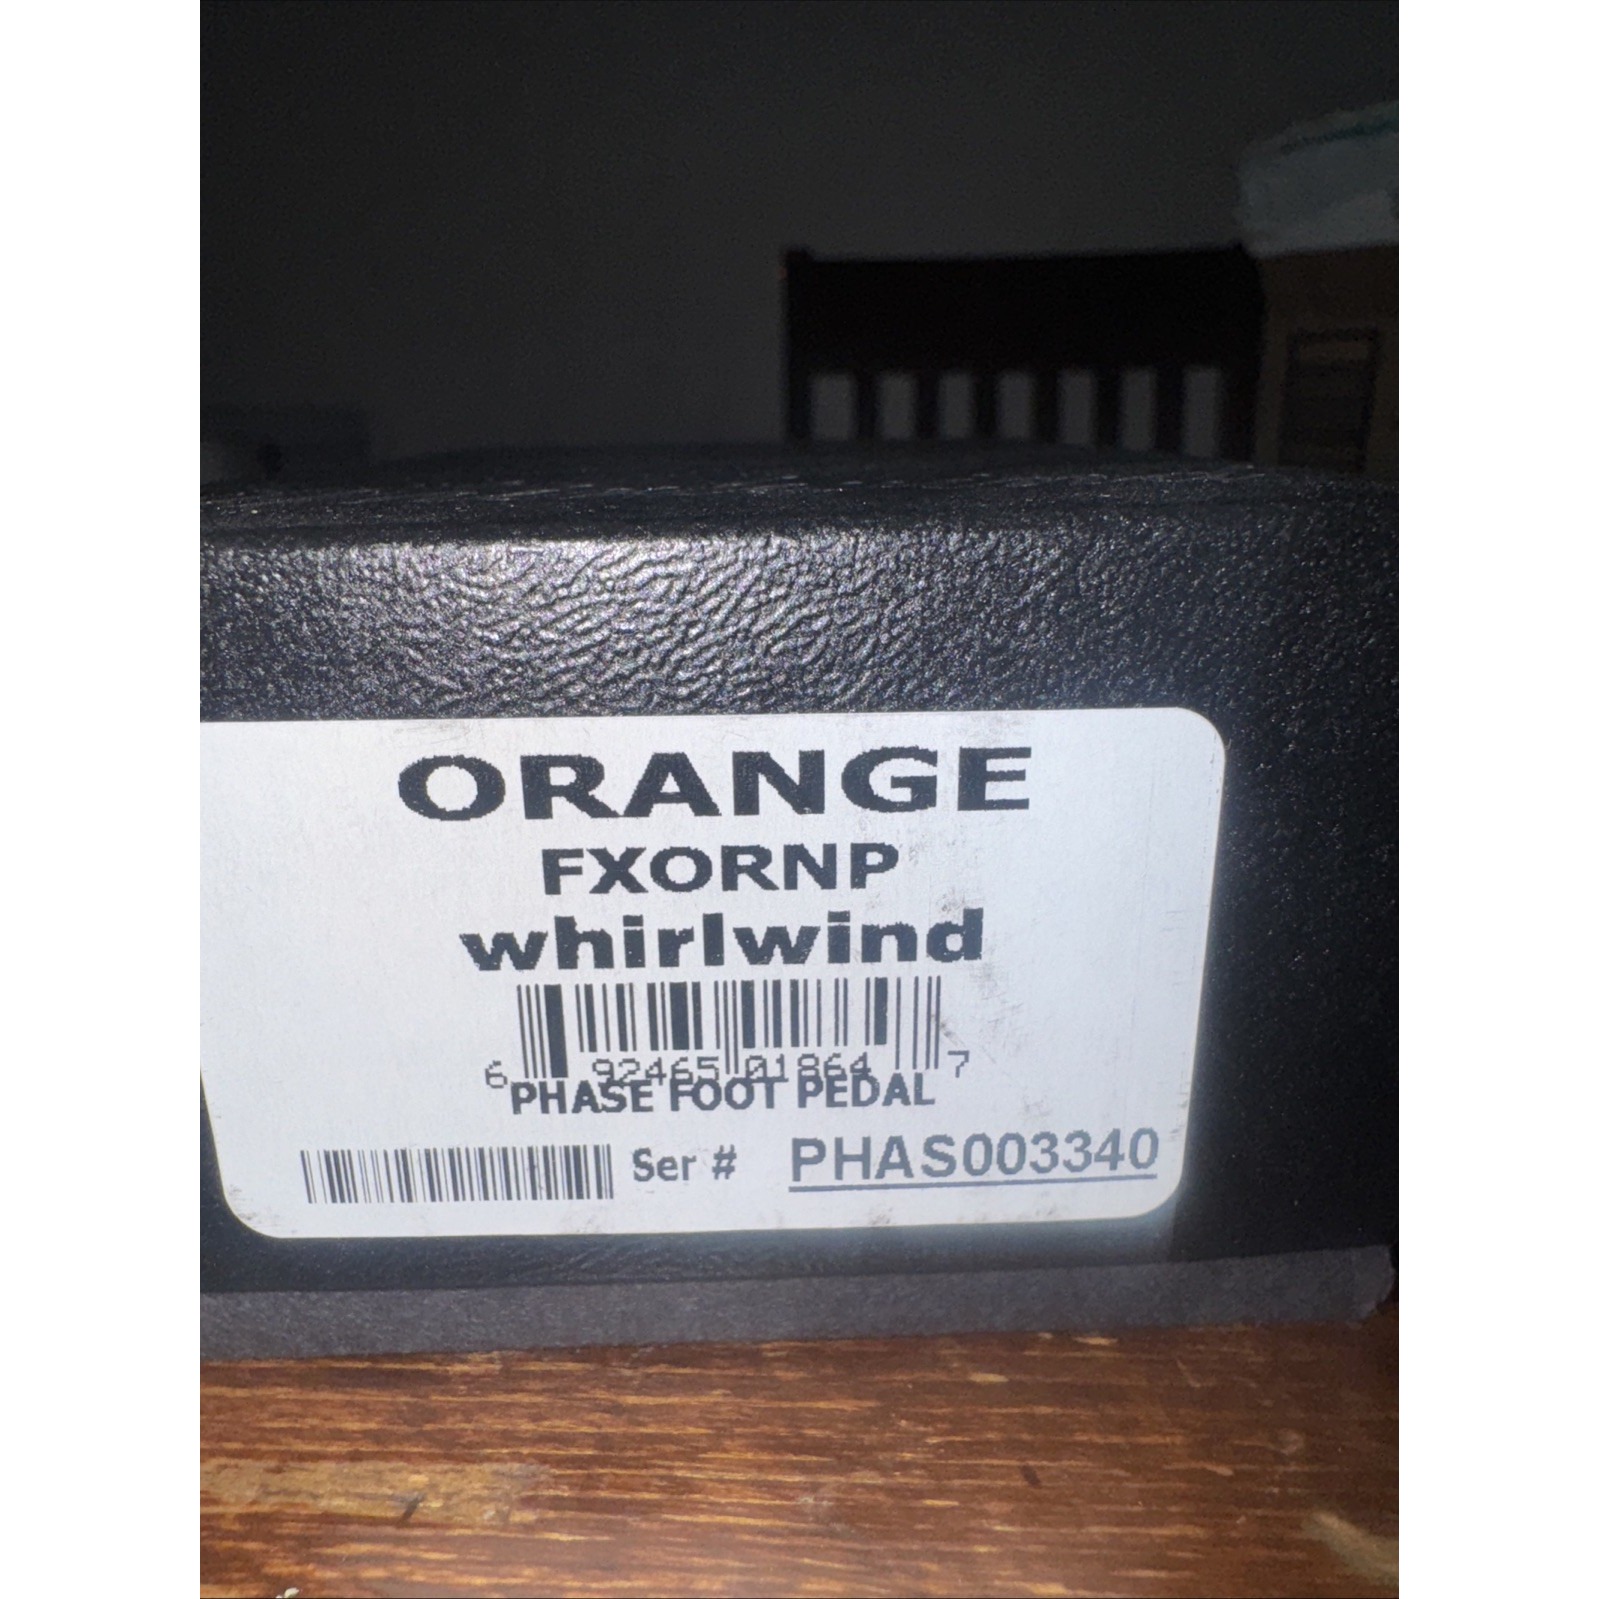 ORANGE
FXORNP
whirlwind
6 92465 01864 7
PHASE FOOT PEDAL
Ser # PHAS003340